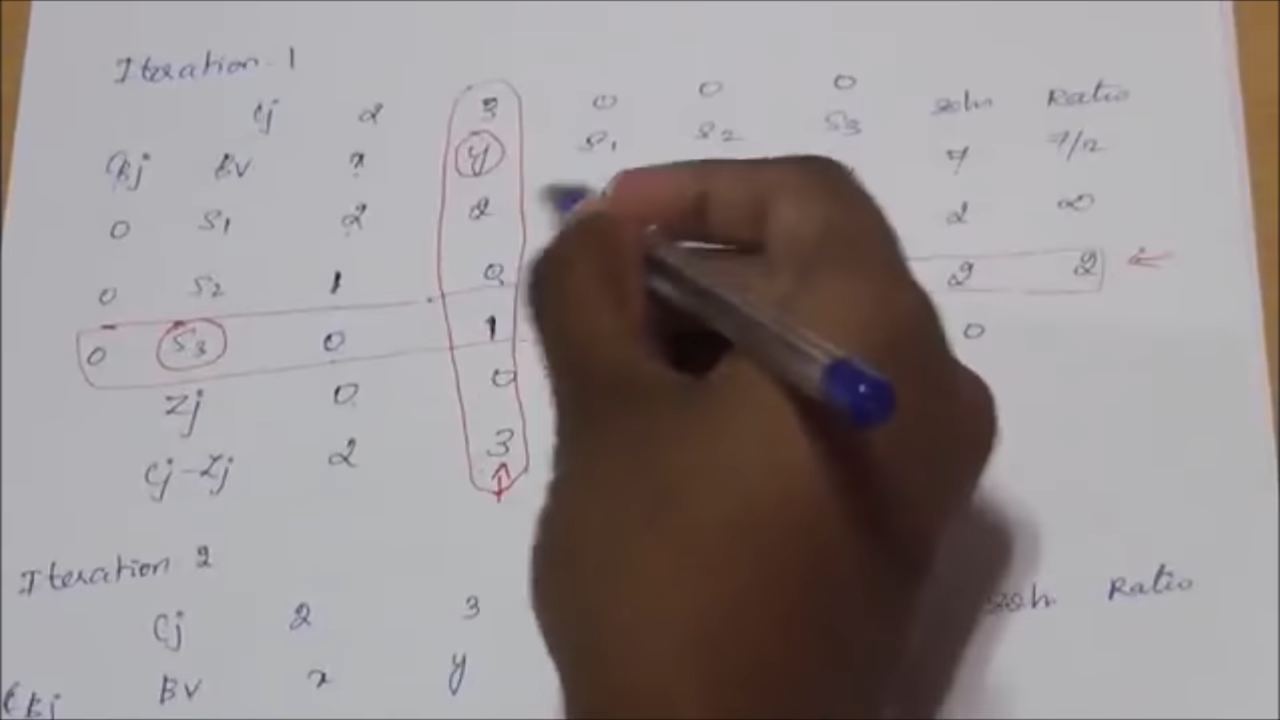 Iteration-1
Cj 2 3 0 0 0
CBj BV x y S1 S2 S3 soln Ratio
0 S1 2 2 7 7/2
0 S2 1 0 2 ∞
0 S3 0 1 2 2 ←
Zj 0 0 0
Cj-Zj 2 3
↑
Iteration 2
Cj 2 3 soln Ratio
CBj BV x y